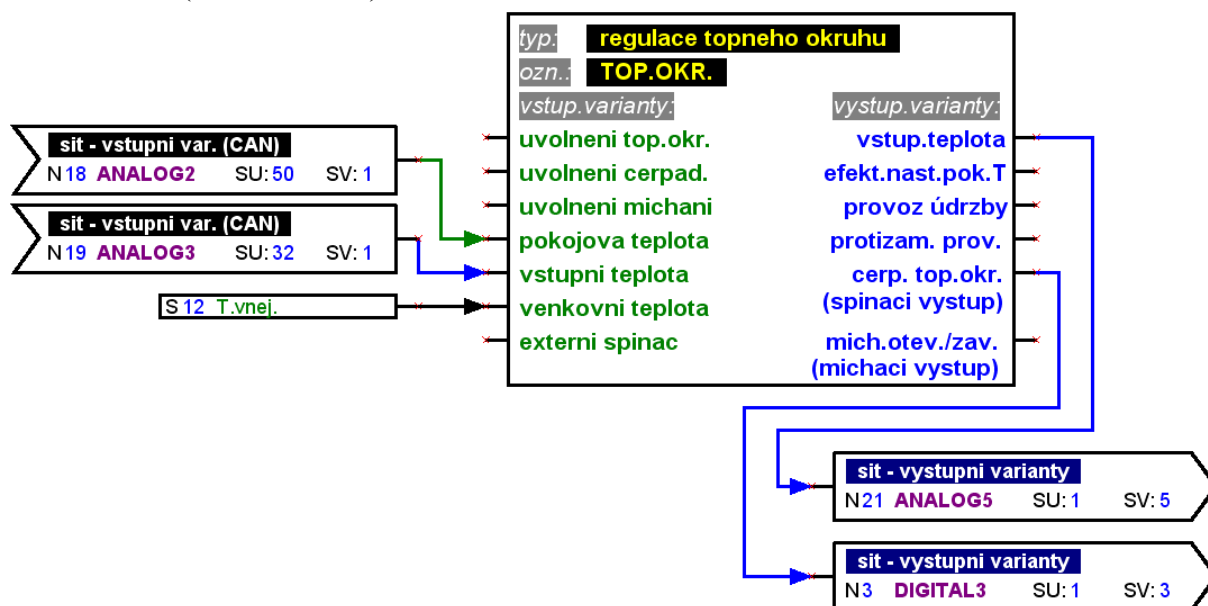 typ: regulace topneho okruhu
ozn.: TOP.OKR.
vstup.varianty: vystup.varianty:
uvolneni top.okr. vstup.teplota
uvolneni cerpad. efekt.nast.pok.T
uvolneni michani provoz údrzby
pokojova teplota protizam. prov.
vstupni teplota cerp. top.okr.
(spinaci vystup)
venkovni teplota
externi spinac mich.otev./zav.
(michaci vystup)
sit - vstupni var. (CAN)
N18 ANALOG2 SU: 50 SV: 1
sit - vstupni var. (CAN)
N19 ANALOG3 SU: 32 SV: 1
S 12 T.vnej.
sit - vystupni varianty
N21 ANALOG5 SU: 1 SV: 5
sit - vystupni varianty
N3 DIGITAL3 SU: 1 SV: 3